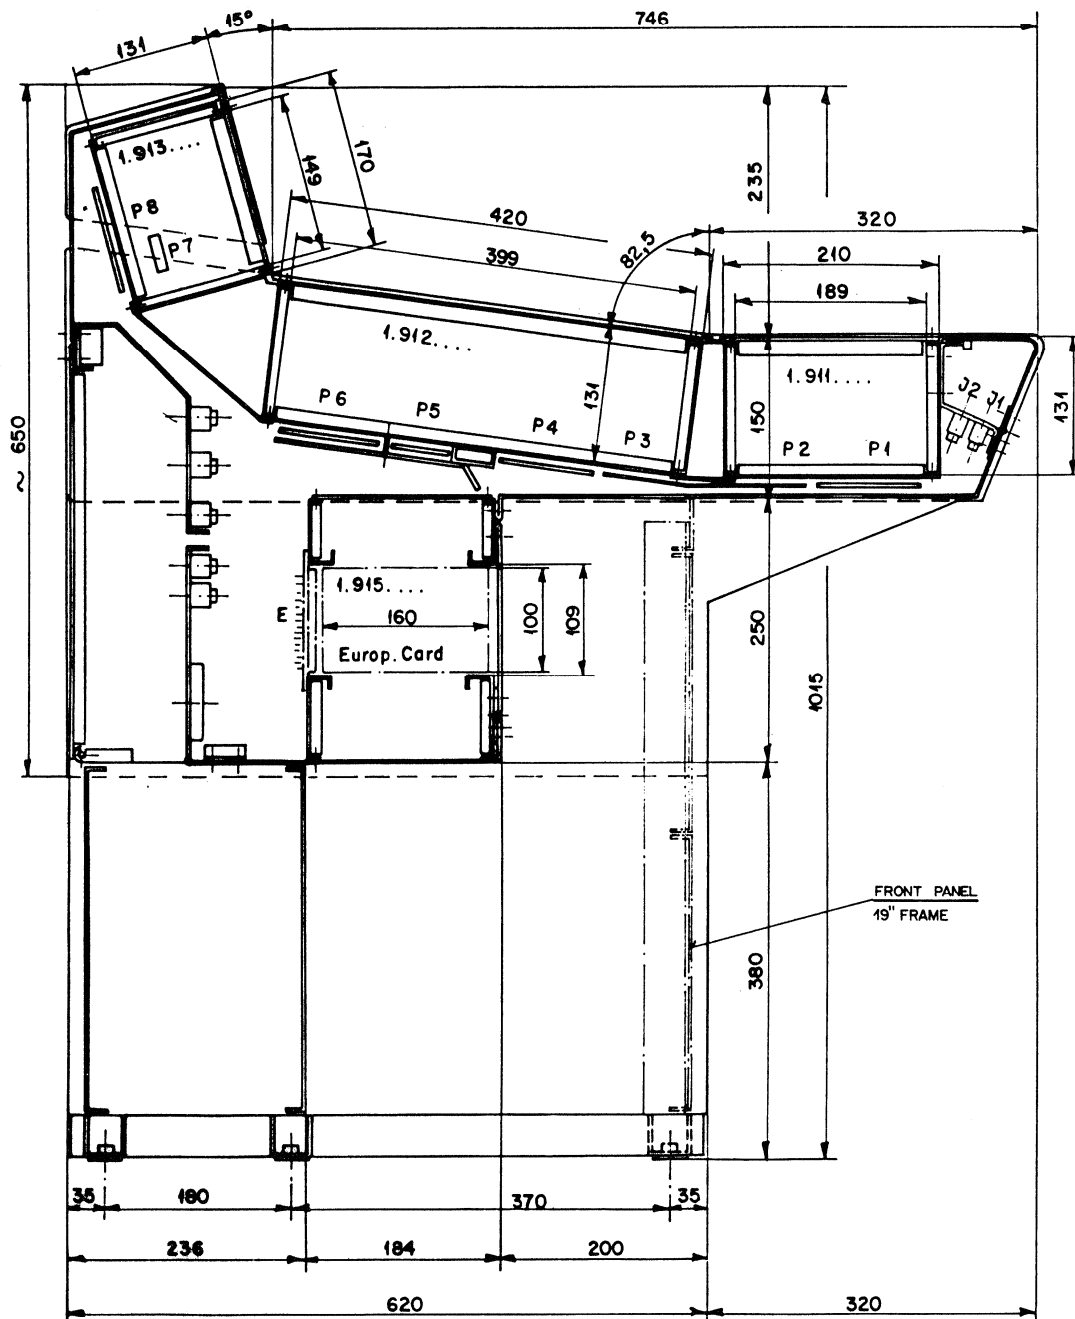 746
15°
131
1.913....
P8
P7
149
170
235
420
399
82,5
320
210
189
1.912....
131
P6
P5
P4
P3
1.911....
150
P2
P1
J2
J1
131
~ 650
1.915....
E
160
100
109
Europ. Card
250
1015
FRONT PANEL
19" FRAME
380
35
180
370
35
236
184
200
620
320